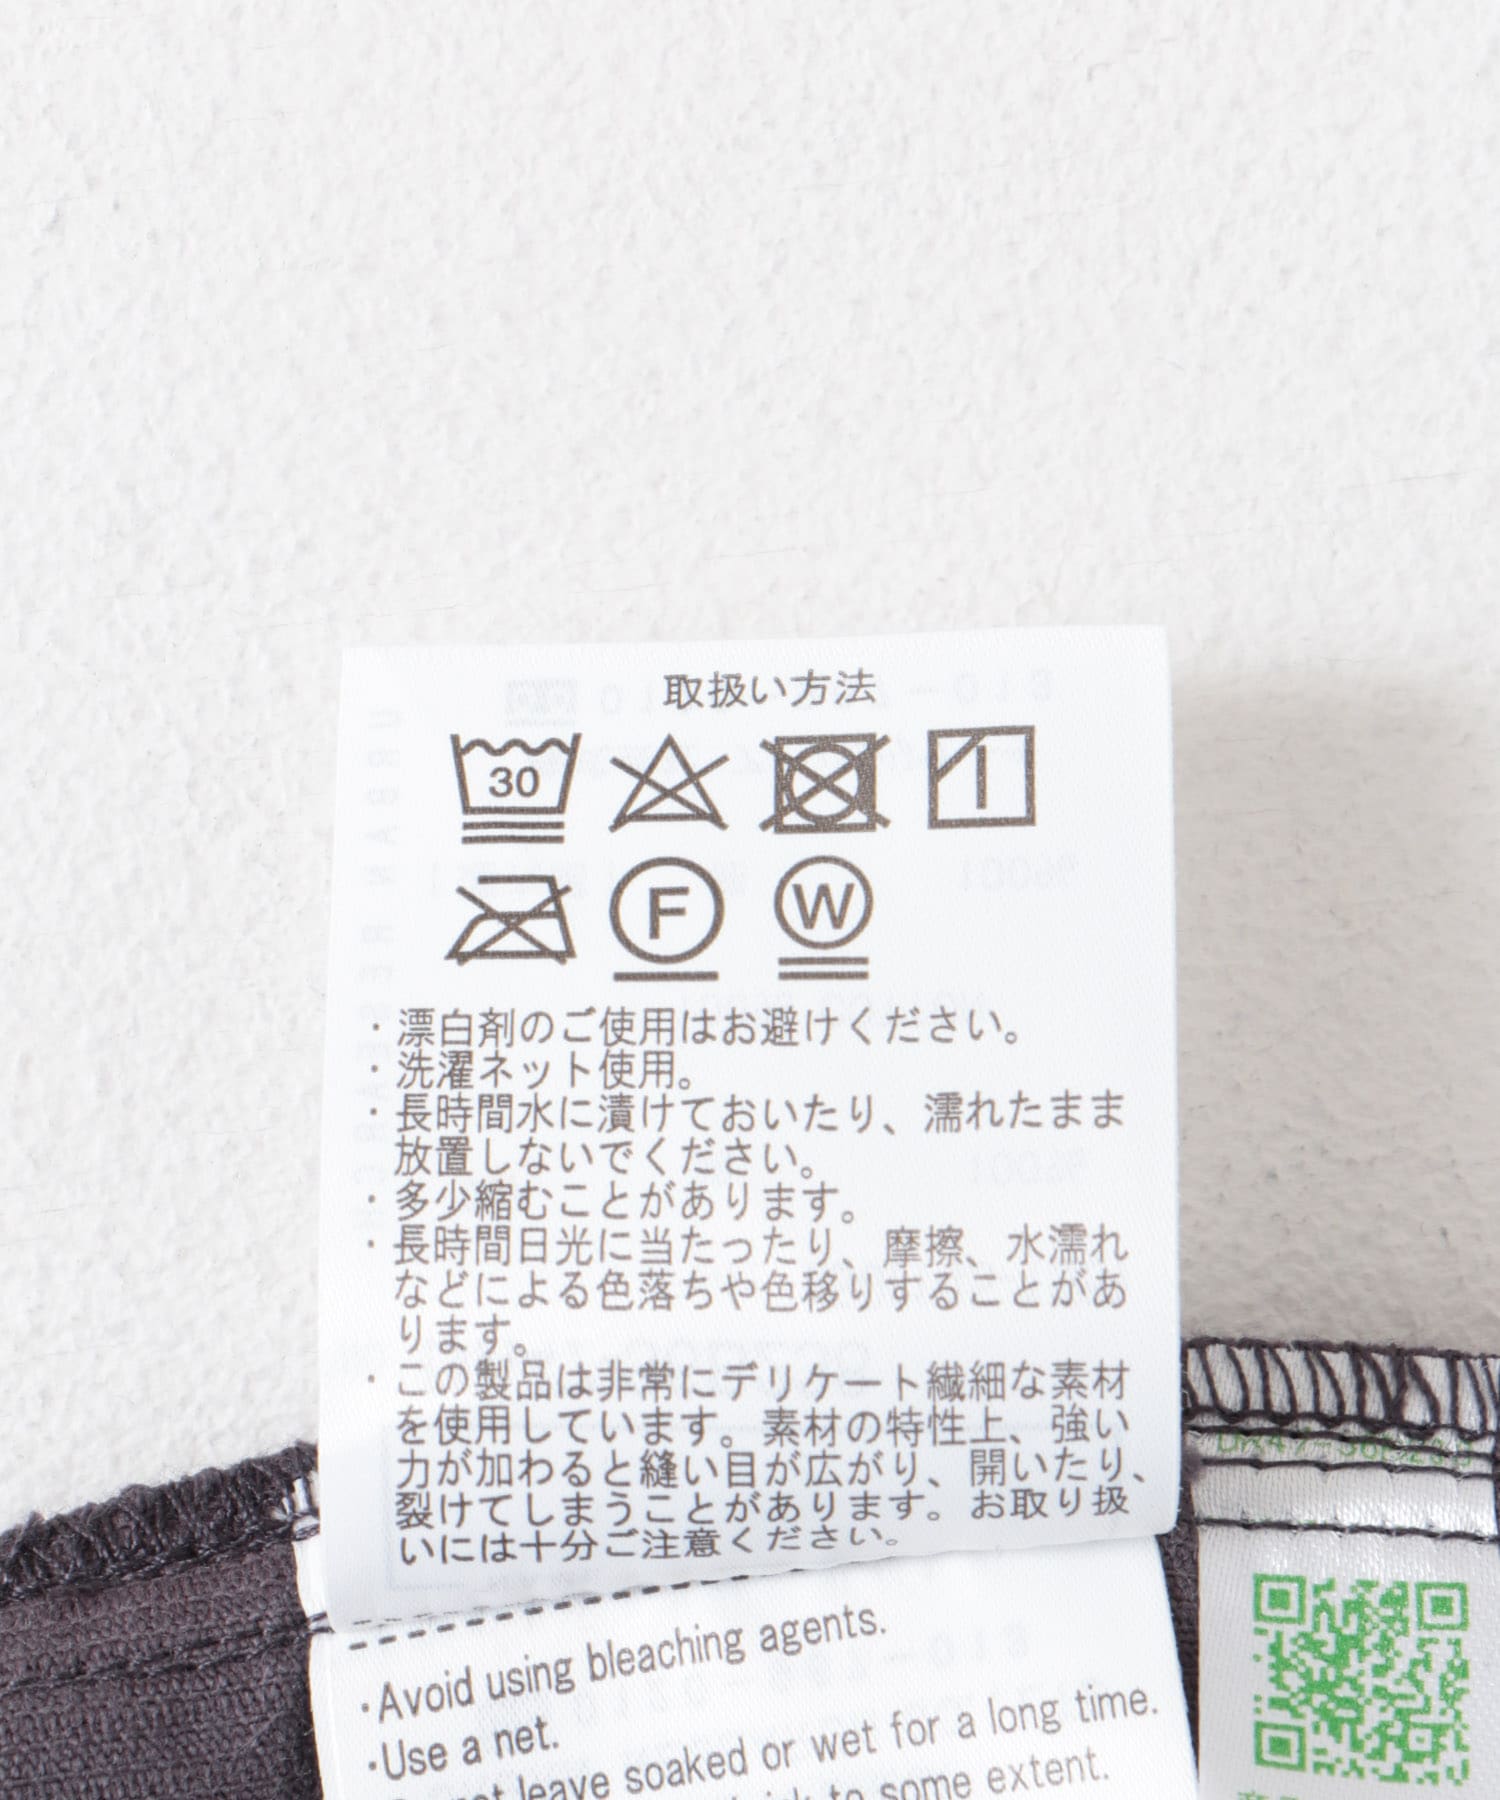 取扱い方法
30
F
W
・漂白剤のご使用はお避けください。
・洗濯ネット使用。
・長時間水に漬けておいたり、濡れたまま
放置しないでください。
・多少縮むことがあります。
・長時間日光に当たったり、摩擦、水濡れ
などによる色落ちや色移りすることがあ
ります。
・この製品は非常にデリケート繊細な素材
を使用しています。素材の特性上、強い
力が加わると縫い目が広がり、開いたり、
裂けてしまうことがあります。お取り扱
いには十分ご注意ください。
・Avoid using bleaching agents.
・Use a net.
leave soaked or wet for a long time.
to some extent.